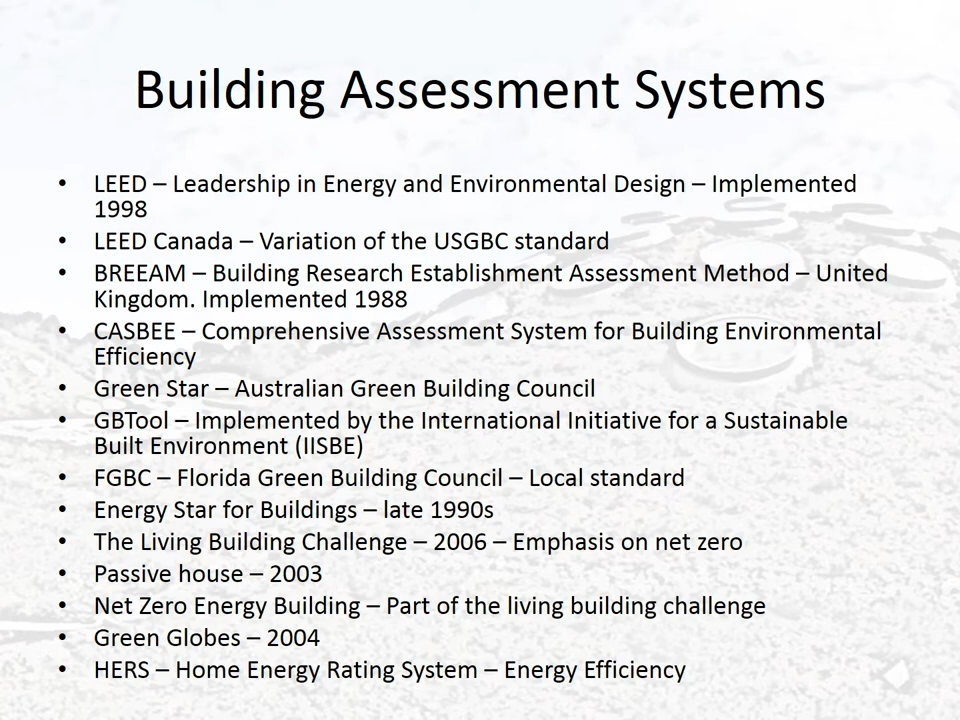 Building Assessment Systems
• LEED – Leadership in Energy and Environmental Design – Implemented
1998
• LEED Canada – Variation of the USGBC standard
• BREEAM – Building Research Establishment Assessment Method – United
Kingdom. Implemented 1988
• CASBEE – Comprehensive Assessment System for Building Environmental
Efficiency
• Green Star – Australian Green Building Council
• GBTool – Implemented by the International Initiative for a Sustainable
Built Environment (IISBE)
• FGBC – Florida Green Building Council – Local standard
• Energy Star for Buildings – late 1990s
• The Living Building Challenge – 2006 – Emphasis on net zero
• Passive house – 2003
• Net Zero Energy Building – Part of the living building challenge
• Green Globes – 2004
• HERS – Home Energy Rating System – Energy Efficiency